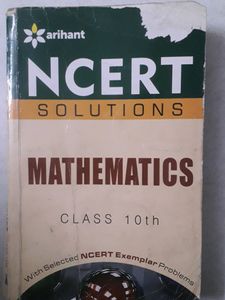 arihant
NCERT
SOLUTIONS
MATHEMATICS
CLASS 10th
With Selected NCERT Exemplar Problems